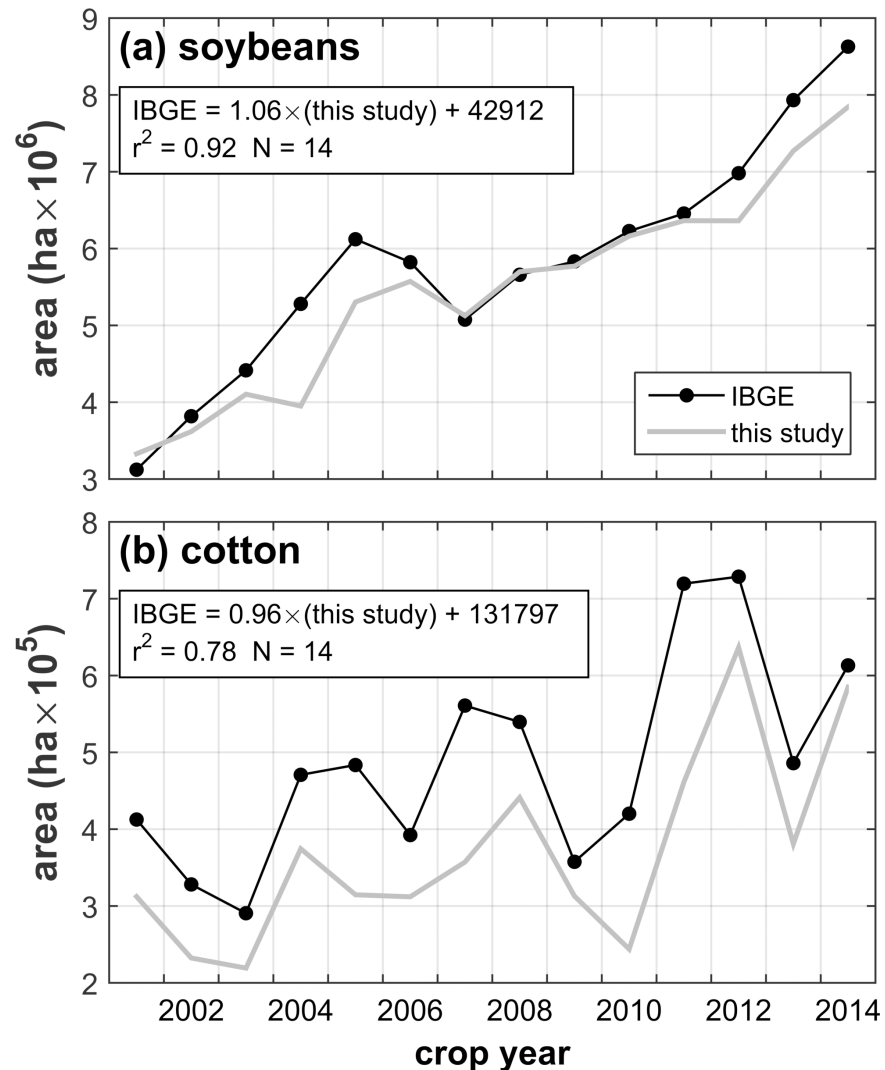 (a) soybeans
IBGE = 1.06×(this study) + 42912
r² = 0.92 N = 14
area (ha × 10⁶)
9
8
7
6
5
4
3
IBGE
this study
(b) cotton
IBGE = 0.96×(this study) + 131797
r² = 0.78 N = 14
area (ha × 10⁵)
8
7
6
5
4
3
2
2002 2004 2006 2008 2010 2012 2014
crop year